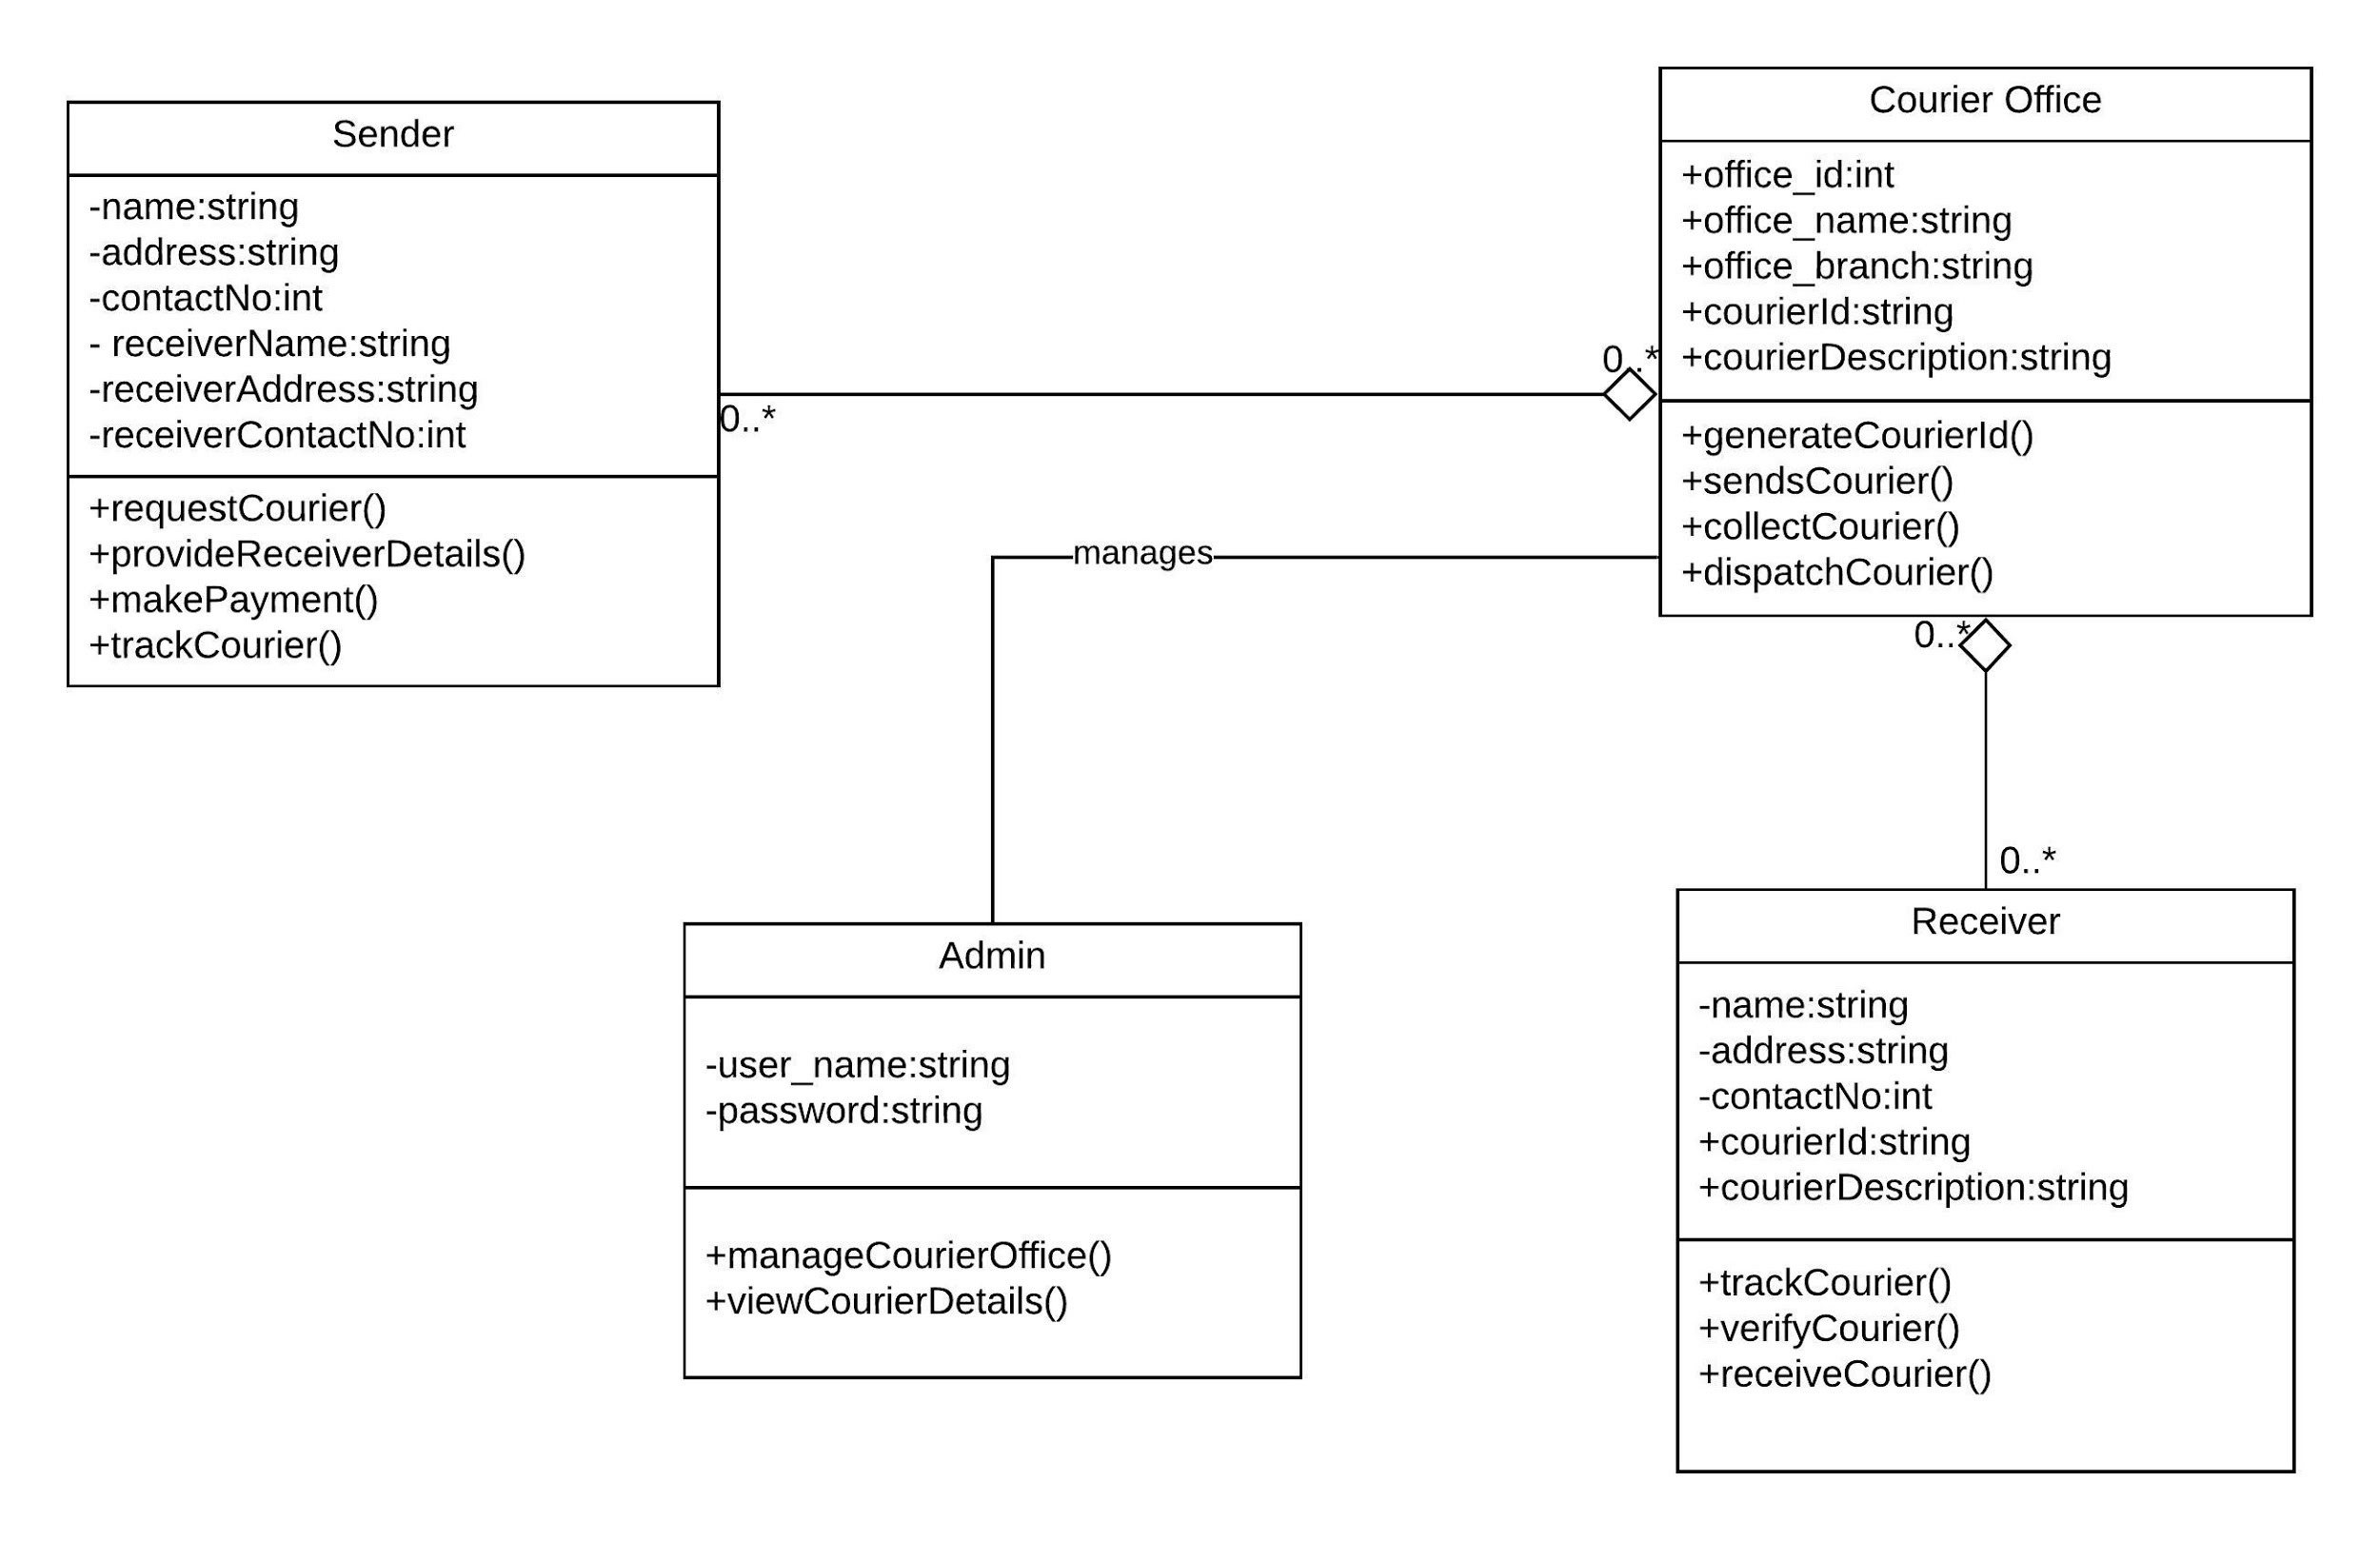 Sender
-name:string
-address:string
-contactNo:int
- receiverName:string
-receiverAddress:string
-receiverContactNo:int
+requestCourier()
+provideReceiverDetails()
+makePayment()
+trackCourier()
0..*
0..*
Courier Office
+office_id:int
+office_name:string
+office_branch:string
+courierId:string
+courierDescription:string
+generateCourierId()
+sendsCourier()
+collectCourier()
+dispatchCourier()
manages
0..*
0..*
Admin
-user_name:string
-password:string
+manageCourierOffice()
+viewCourierDetails()
Receiver
-name:string
-address:string
-contactNo:int
+courierId:string
+courierDescription:string
+trackCourier()
+verifyCourier()
+receiveCourier()